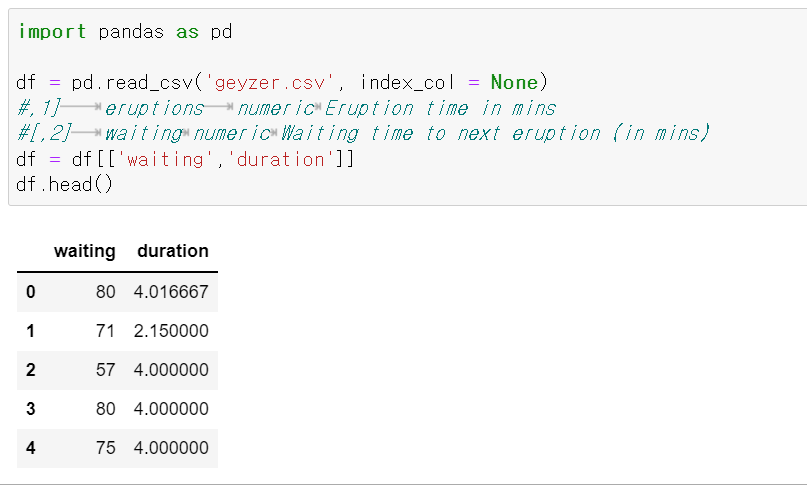 import pandas as pd
df = pd.read_csv('geyzer.csv', index_col = None)
#,1]	eruptions	numeric	Eruption time in mins
#[,2]	waiting	numeric	Waiting time to next eruption (in mins)
df = df[['waiting','duration']]
df.head()
waiting duration
0 80 4.016667
1 71 2.150000
2 57 4.000000
3 80 4.000000
4 75 4.000000